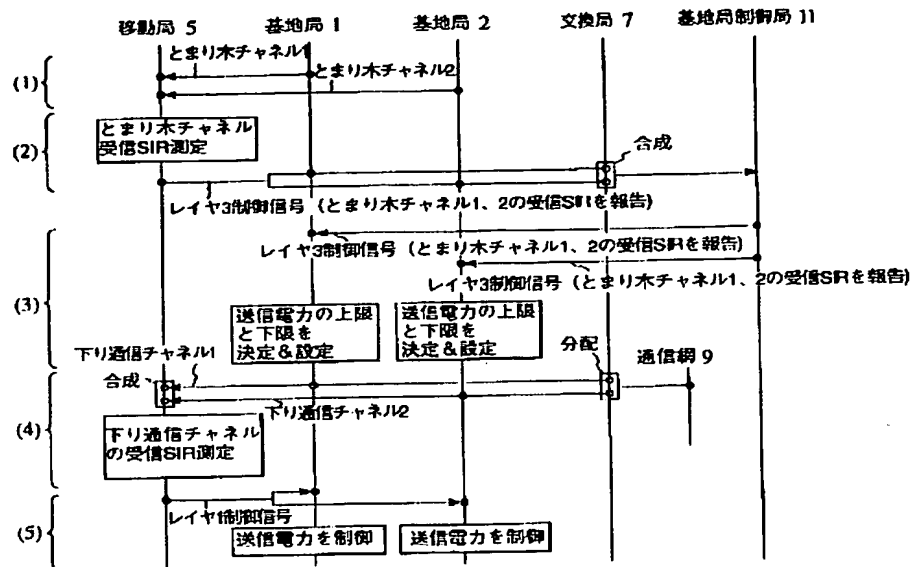 移動局 5
基地局 1
基地局 2
交換局 7
基地局制御局 11
とまり木チャネル1
とまり木チャネル2
(1)
(2)
とまり木チャネル
受信SIR測定
合成
レイヤ3制御信号 (とまり木チャネル1、2の受信SIRを報告)
レイヤ3制御信号 (とまり木チャネル1、2の受信SIRを報告)
レイヤ3制御信号 (とまり木チャネル1、2の受信SIRを報告)
(3)
送信電力の上限
と下限を
決定&設定
送信電力の上限
と下限を
決定&設定
下り通信チャネル1
合成
分配
通信網 9
下り通信チャネル2
(4)
下り通信チャネル
の受信SIR測定
レイヤ1制御信号
(5)
送信電力を制御
送信電力を制御